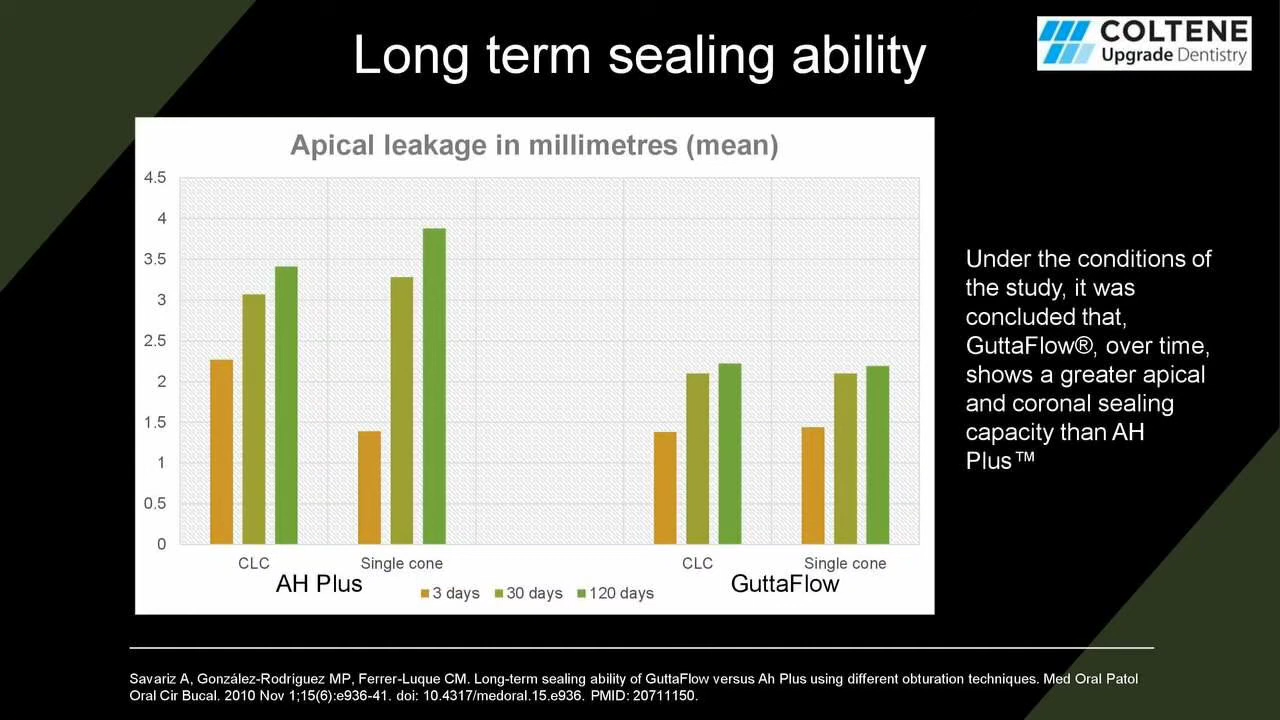 Long term sealing ability
COLTENE
Upgrade Dentistry
Apical leakage in millimetres (mean)
4.5
4
3.5
3
2.5
2
1.5
1
0.5
0
CLC
Single cone
CLC
Single cone
AH Plus
GuttaFlow
3 days
30 days
120 days
Under the conditions of
the study, it was
concluded that,
GuttaFlow®, over time,
shows a greater apical
and coronal sealing
capacity than AH
Plus™
Savariz A, González-Rodríguez MP, Ferrer-Luque CM. Long-term sealing ability of GuttaFlow versus Ah Plus using different obturation techniques. Med Oral Patol
Oral Cir Bucal. 2010 Nov 1;15(6):e936-41. doi: 10.4317/medoral.15.e936. PMID: 20711150.